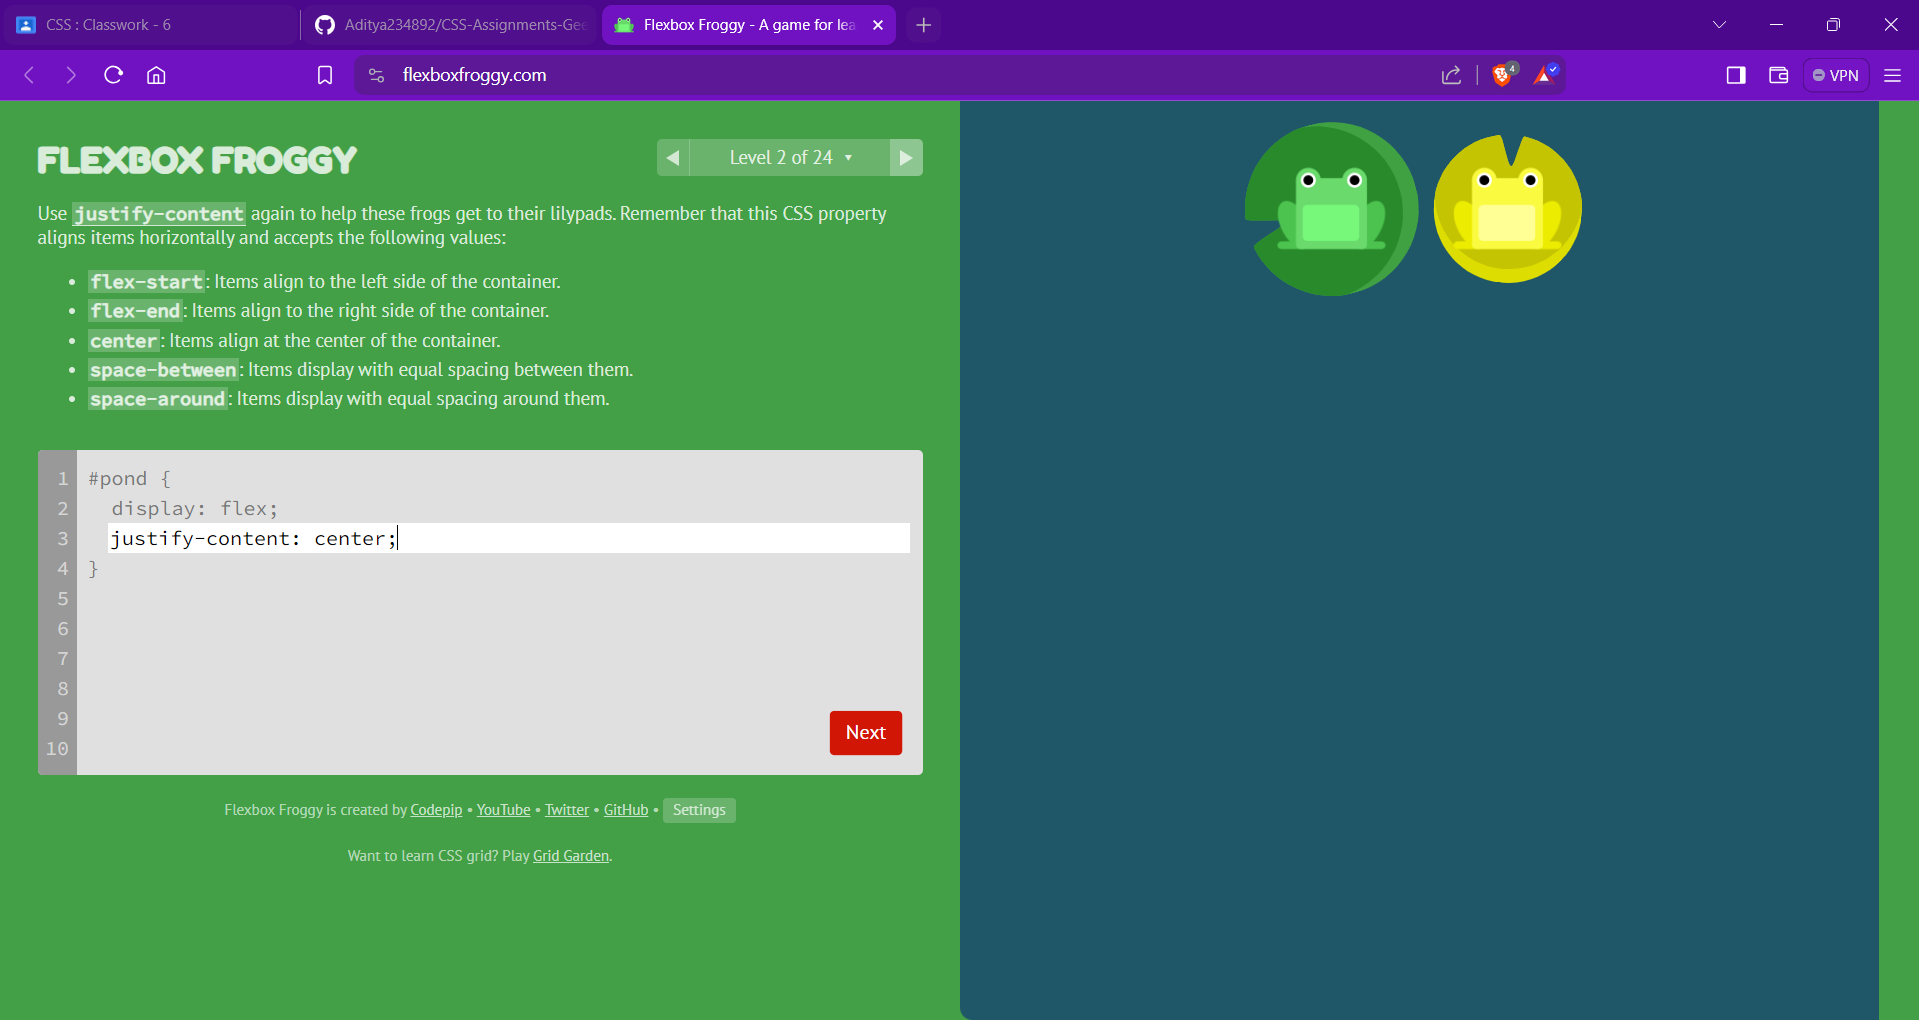 CSS : Classwork - 6
Aditya234892/CSS-Assignments-Gee
Flexbox Froggy - A game for lea
flexboxfroggy.com
4
VPN
FLEXBOX FROGGY
Level 2 of 24
Use justify-content again to help these frogs get to their lilypads. Remember that this CSS property
aligns items horizontally and accepts the following values:
• flex-start: Items align to the left side of the container.
• flex-end: Items align to the right side of the container.
• center: Items align at the center of the container.
• space-between: Items display with equal spacing between them.
• space-around: Items display with equal spacing around them.
1 #pond {
2 display: flex;
3 justify-content: center;
4 }
5
6
7
8
9
10
Next
Flexbox Froggy is created by Codepip • YouTube • Twitter • GitHub • Settings
Want to learn CSS grid? Play Grid Garden.